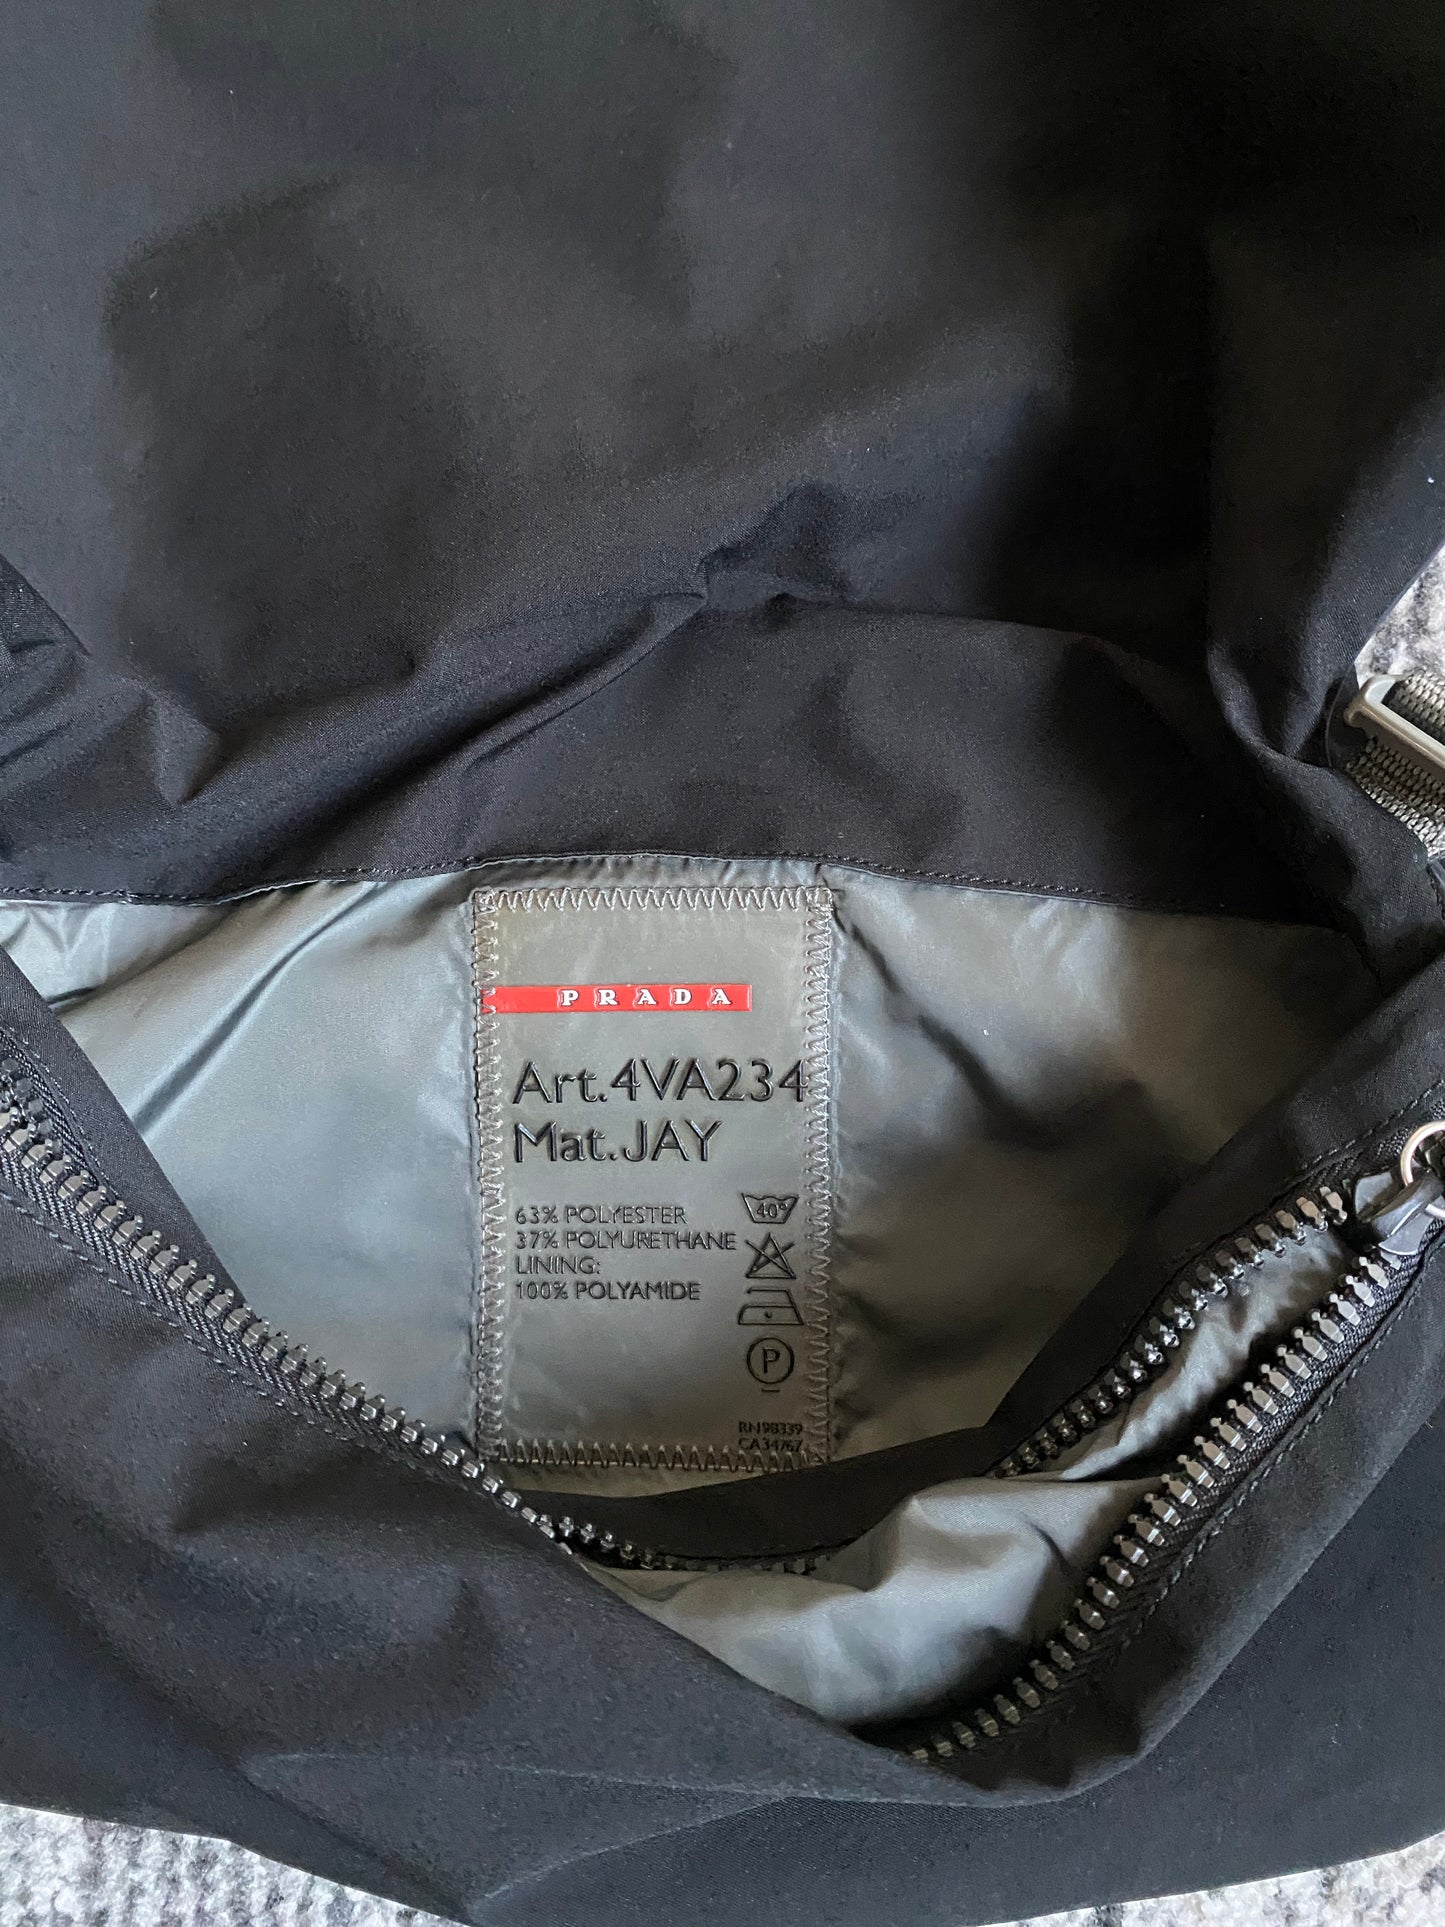 PRADA
Art.4VA234
Mat.JAY
63% POLYESTER
37% POLYURETHANE
LINING:
100% POLYAMIDE
40°
P
RN98339
CA34767